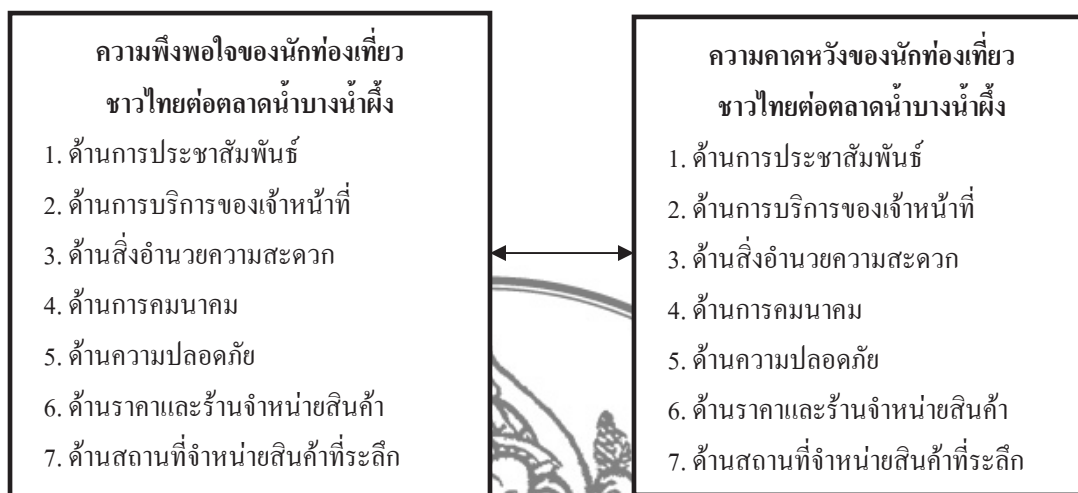 ความพึงพอใจของนักท่องเที่ยว
ชาวไทยต่อตลาดน้ำบางน้ำผึ้ง
1. ด้านการประชาสัมพันธ์
2. ด้านการบริการของเจ้าหน้าที่
3. ด้านสิ่งอำนวยความสะดวก
4. ด้านการคมนาคม
5. ด้านความปลอดภัย
6. ด้านราคาและร้านจำหน่ายสินค้า
7. ด้านสถานที่จำหน่ายสินค้าที่ระลึก
ความคาดหวังของนักท่องเที่ยว
ชาวไทยต่อตลาดน้ำบางน้ำผึ้ง
1. ด้านการประชาสัมพันธ์
2. ด้านการบริการของเจ้าหน้าที่
3. ด้านสิ่งอำนวยความสะดวก
4. ด้านการคมนาคม
5. ด้านความปลอดภัย
6. ด้านราคาและร้านจำหน่ายสินค้า
7. ด้านสถานที่จำหน่ายสินค้าที่ระลึก